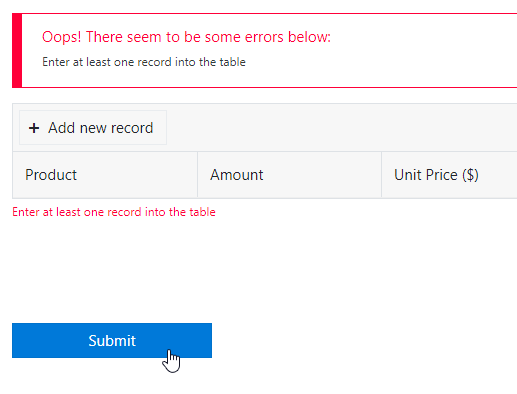 Oops! There seem to be some errors below:
Enter at least one record into the table
+ Add new record
Product Amount Unit Price ($)
Enter at least one record into the table
Submit